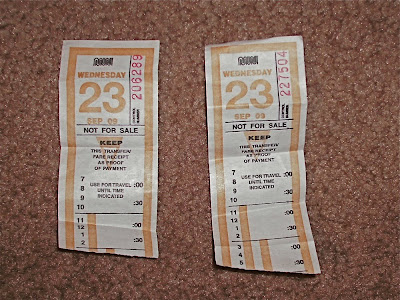 WEDNESDAY
23
SEP 09
206289
NOT FOR SALE
KEEP
THIS TRANSFER/
FARE RECEIPT
AS PROOF
OF PAYMENT
7
8
9
10
USE FOR TRAVEL
UNTIL TIME
INDICATED
:00
:30
11
12
1
2
:00
:30
WEDNESDAY
23
SEP 09
227504
NOT FOR SALE
KEEP
THIS TRANSFER/
FARE RECEIPT
AS PROOF
OF PAYMENT
7
8
9
10
USE FOR TRAVEL
UNTIL TIME
INDICATED
:00
:30
11
12
1
2
:00
:30
3
4
5
:00
:30